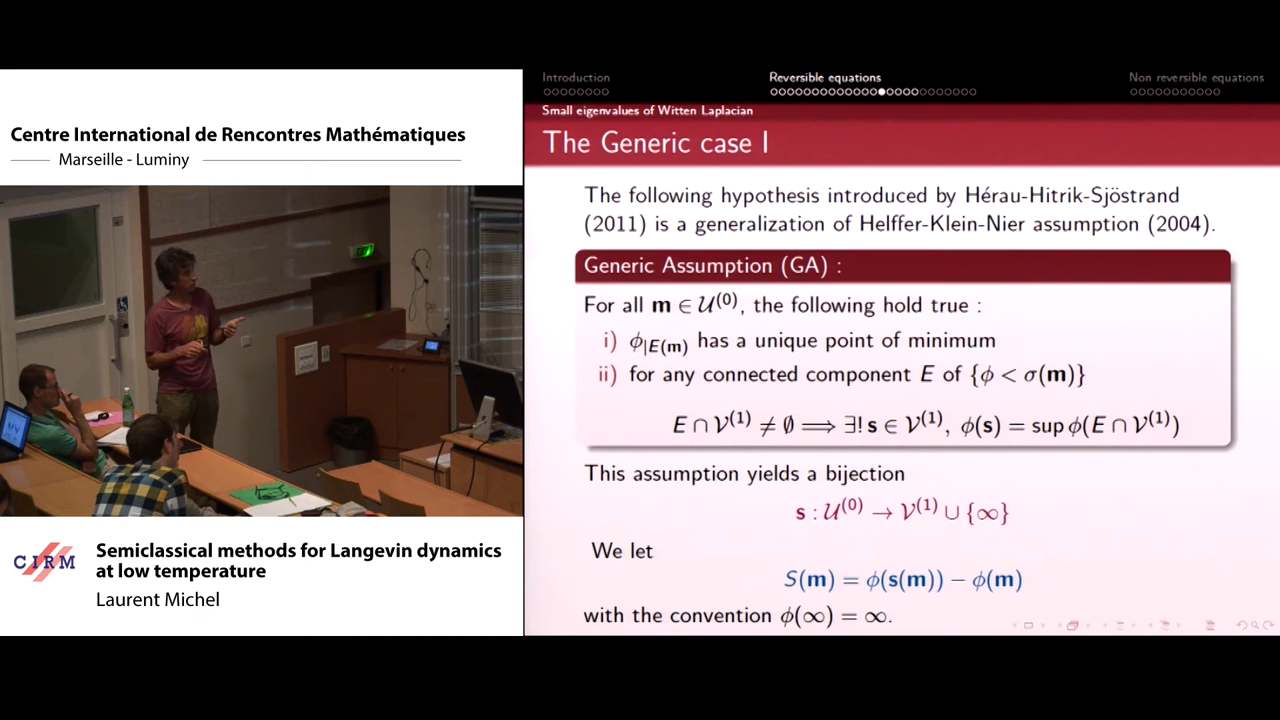 Centre International de Rencontres Mathématiques
Marseille - Luminy
CIRM
Semiclassical methods for Langevin dynamics
at low temperature
Laurent Michel
Introduction
Reversible equations
Non reversible equations
Small eigenvalues of Witten Laplacian
The Generic case I
The following hypothesis introduced by Hérau-Hitrik-Sjöstrand
(2011) is a generalization of Helffer-Klein-Nier assumption (2004).
Generic Assumption (GA) :
For all m ∈ 𝒰⁽⁰⁾, the following hold true :
i) ϕ|E(m) has a unique point of minimum
ii) for any connected component E of {ϕ < σ(m)}
E ∩ 𝒱⁽¹⁾ ≠ ∅ ⟹ ∃! s ∈ 𝒱⁽¹⁾, ϕ(s) = sup ϕ(E ∩ 𝒱⁽¹⁾)
This assumption yields a bijection
s : 𝒰⁽⁰⁾ → 𝒱⁽¹⁾ ∪ {∞}
We let
S(m) = ϕ(s(m)) − ϕ(m)
with the convention ϕ(∞) = ∞.